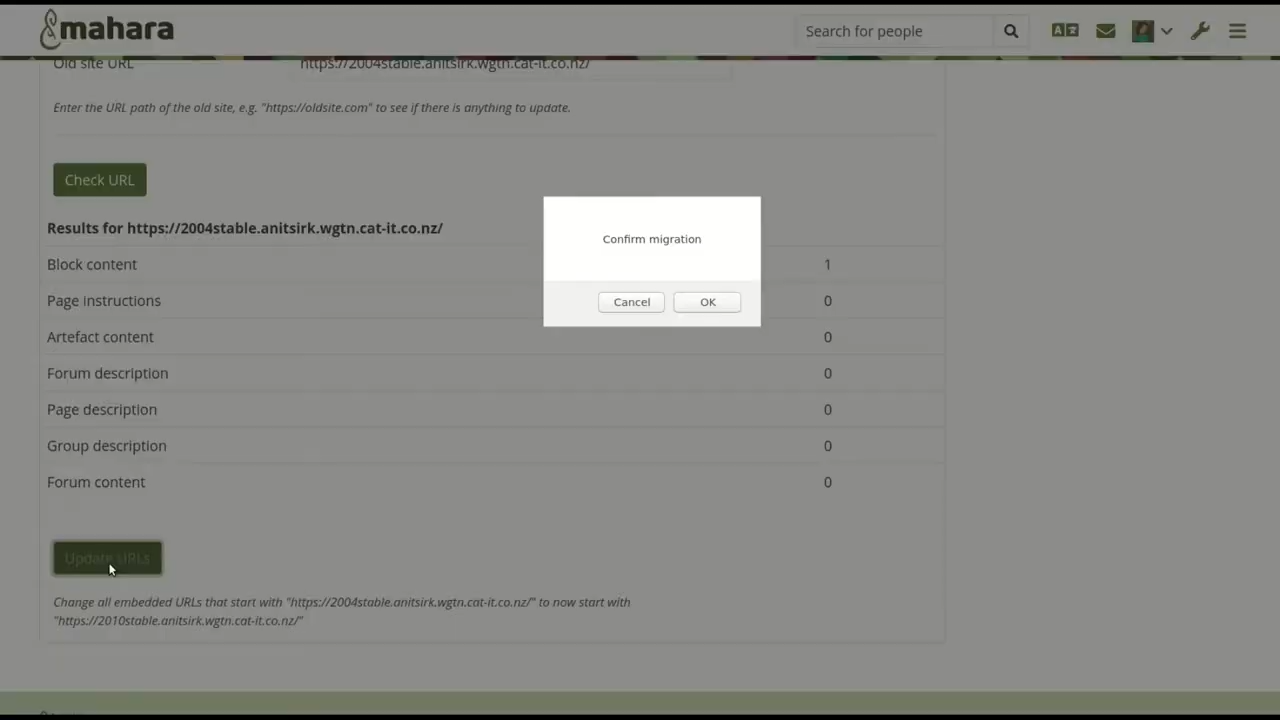 mahara
Search for people
Old site URL https://2004stable.anitsirk.wgtn.cat-it.co.nz/
Enter the URL path of the old site, e.g. "https://oldsite.com" to see if there is anything to update.
Check URL
Results for https://2004stable.anitsirk.wgtn.cat-it.co.nz/
Block content 1
Page instructions 0
Artefact content 0
Forum description 0
Page description 0
Group description 0
Forum content 0
Confirm migration
Cancel OK
Update URLs
Change all embedded URLs that start with "https://2004stable.anitsirk.wgtn.cat-it.co.nz/" to now start with
"https://2010stable.anitsirk.wgtn.cat-it.co.nz/"